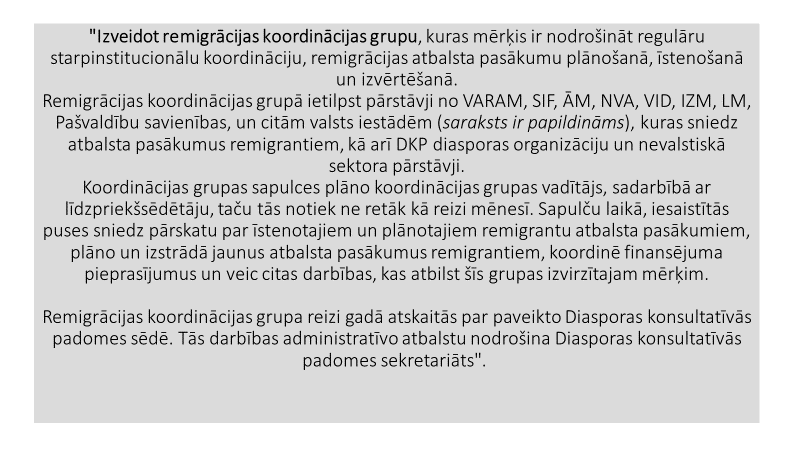 "Izveidot remigrācijas koordinācijas grupu, kuras mērķis ir nodrošināt regulāru
starpinstitucionālu koordināciju, remigrācijas atbalsta pasākumu plānošanā, īstenošanā
un izvērtēšanā.
Remigrācijas koordinācijas grupā ietilpst pārstāvji no VARAM, SIF, ĀM, NVA, VID, IZM, LM,
Pašvaldību savienības, un citām valsts iestādēm (saraksts ir papildināms), kuras sniedz
atbalsta pasākumus remigrantiem, kā arī DKP diasporas organizāciju un nevalstiskā
sektora pārstāvji.
Koordinācijas grupas sapulces plāno koordinācijas grupas vadītājs, sadarbībā ar
līdzpriekšsēdētāju, taču tās notiek ne retāk kā reizi mēnesī. Sapulču laikā, iesaistītās
puses sniedz pārskatu par īstenotajiem un plānotajiem remigrantu atbalsta pasākumiem,
plāno un izstrādā jaunus atbalsta pasākumus remigrantiem, koordinē finansējuma
pieprasījumus un veic citas darbības, kas atbilst šīs grupas izvirzītajam mērķim.
Remigrācijas koordinācijas grupa reizi gadā atskaitās par paveikto Diasporas konsultatīvās
padomes sēdē. Tās darbības administratīvo atbalstu nodrošina Diasporas konsultatīvās
padomes sekretariāts".